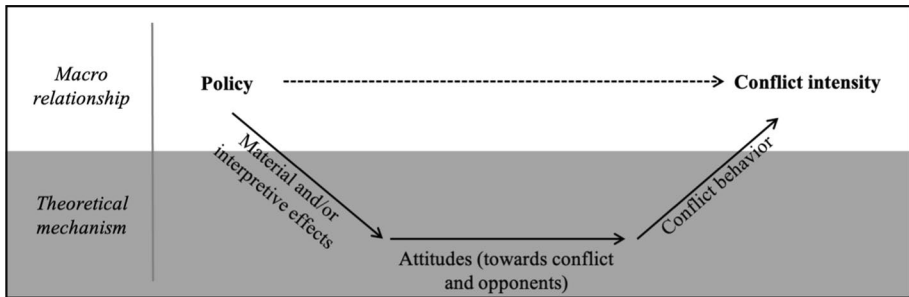 Macro
relationship
Policy
Conflict intensity
Material and/or
interpretive effects
Conflict behavior
Theoretical
mechanism
Attitudes (towards conflict
and opponents)